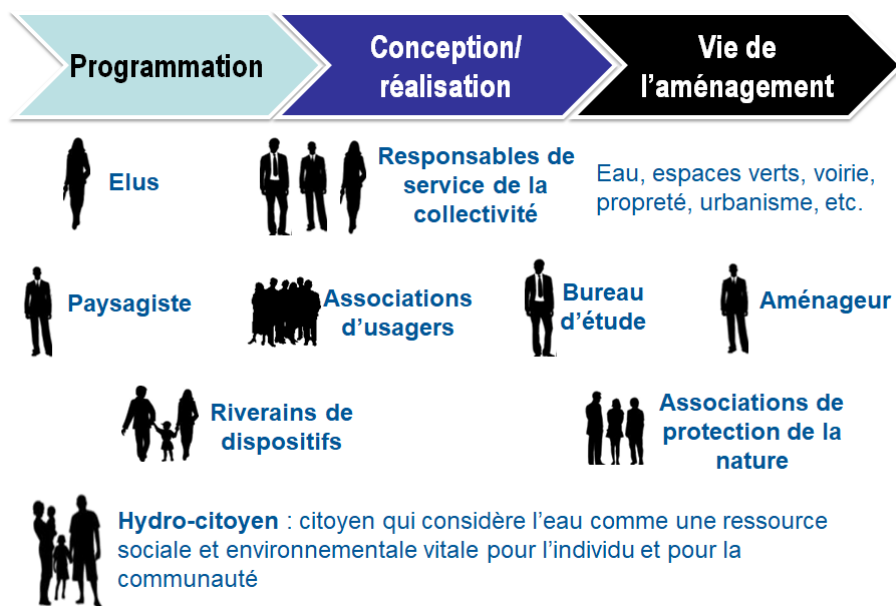 Programmation
Conception/
réalisation
Vie de
l'aménagement
Elus
Responsables de
service de la
collectivité
Eau, espaces verts, voirie,
propreté, urbanisme, etc.
Paysagiste
Associations
d'usagers
Bureau
d'étude
Aménageur
Riverains de
dispositifs
Associations de
protection de la
nature
Hydro-citoyen : citoyen qui considère l'eau comme une ressource
sociale et environnementale vitale pour l'individu et pour la
communauté